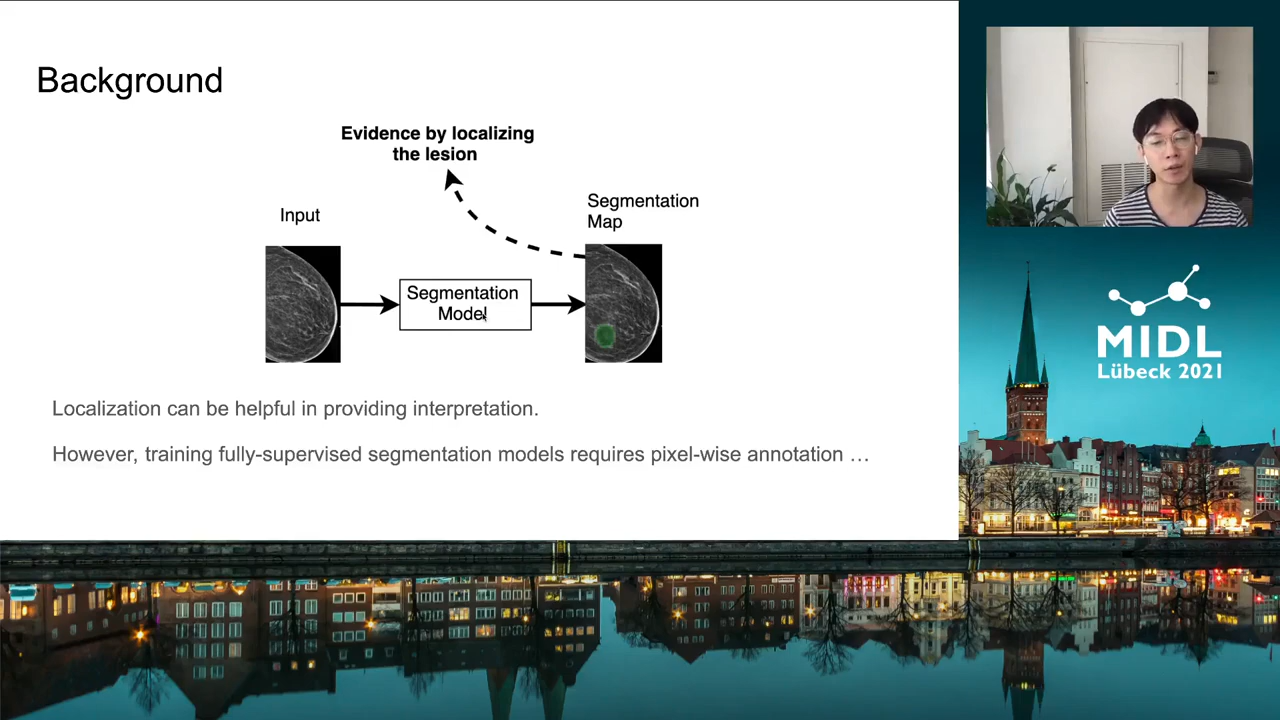 Background
Evidence by localizing
the lesion
Input
Segmentation
Map
Segmentation
Model
Localization can be helpful in providing interpretation.
However, training fully-supervised segmentation models requires pixel-wise annotation …
MIDL
Lübeck 2021